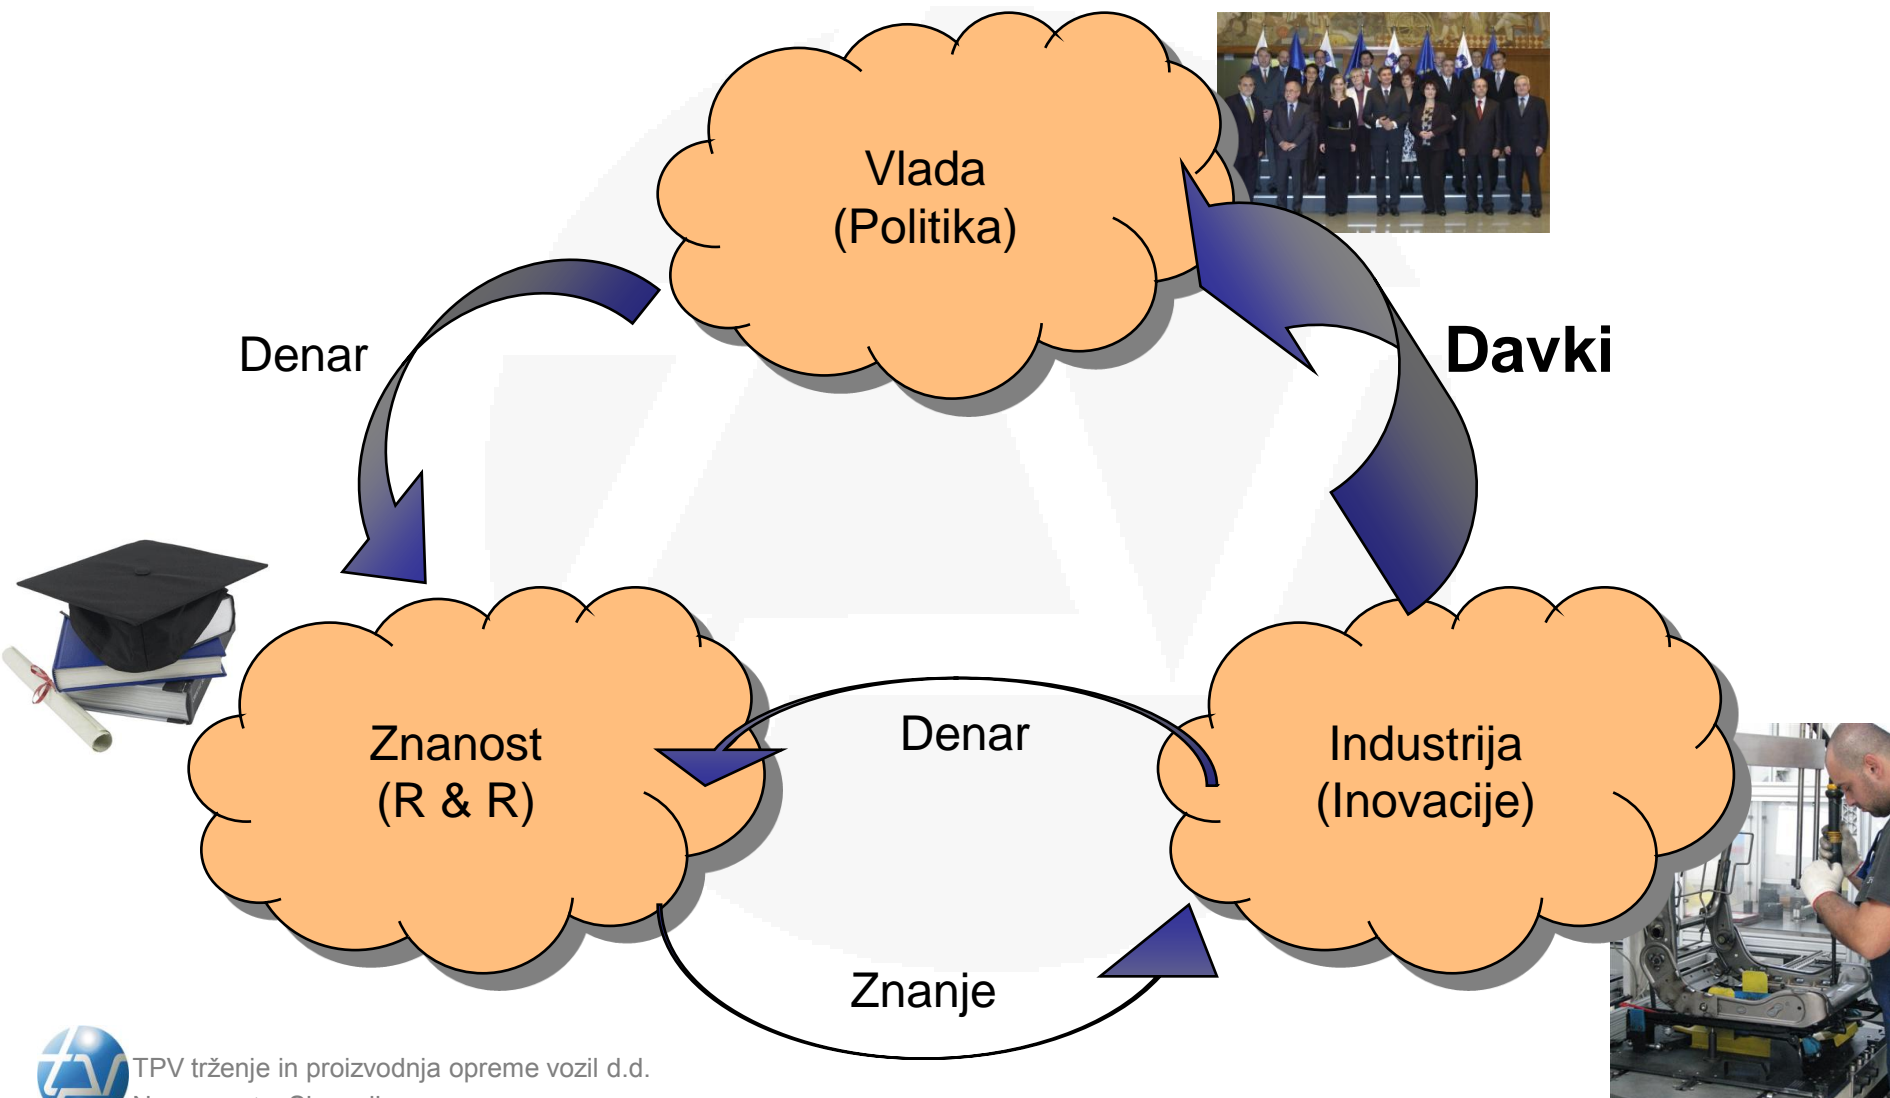 Vlada
(Politika)
Denar
Davki
Znanost
(R & R)
Denar
Industrija
(Inovacije)
Znanje
TPV trženje in proizvodnja opreme vozil d.d.